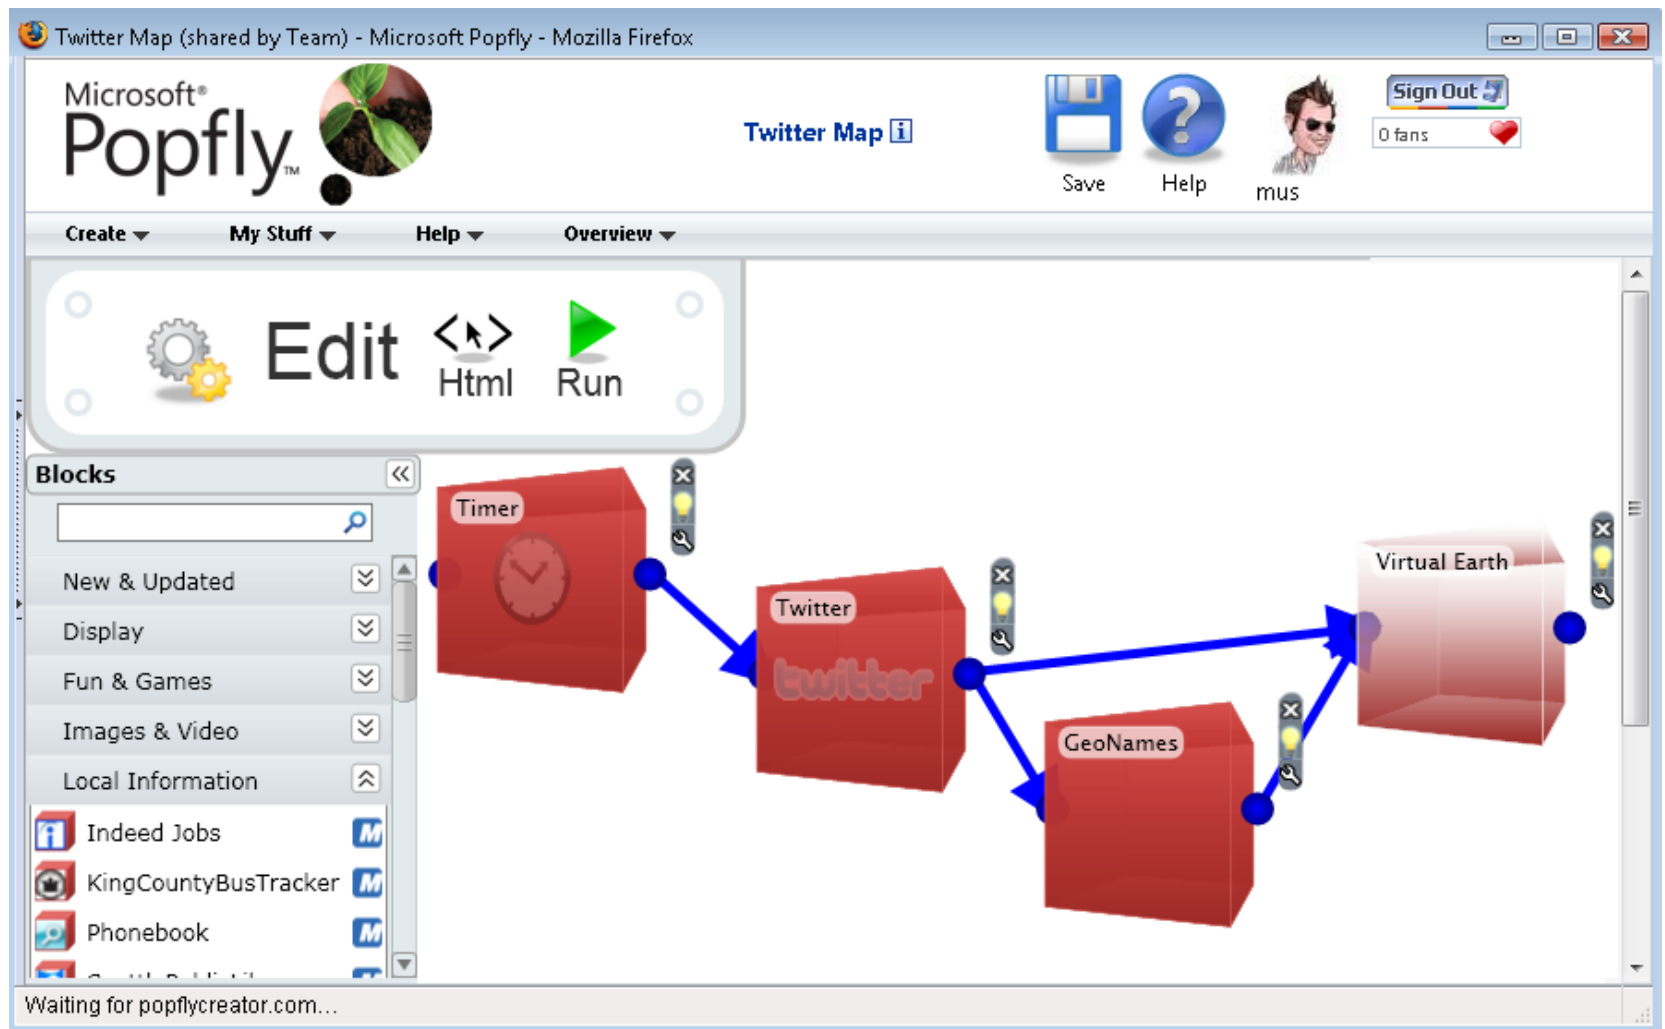 Twitter Map (shared by Team) - Microsoft Popfly - Mozilla Firefox
Microsoft®
Popfly™
Twitter Map
Save
Help
mus
Sign Out
0 fans
Create
My Stuff
Help
Overview
Edit
Html
Run
Blocks
New & Updated
Display
Fun & Games
Images & Video
Local Information
Indeed Jobs
KingCountyBusTracker
Phonebook
Timer
Twitter
twitter
GeoNames
Virtual Earth
Waiting for popflycreator.com...